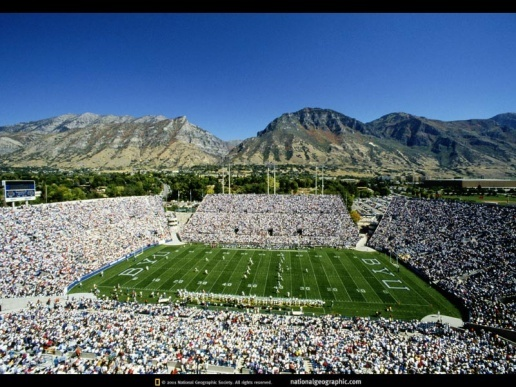 BYU
BYU
© 2002 National Geographic Society. All rights reserved.
nationalgeographic.com